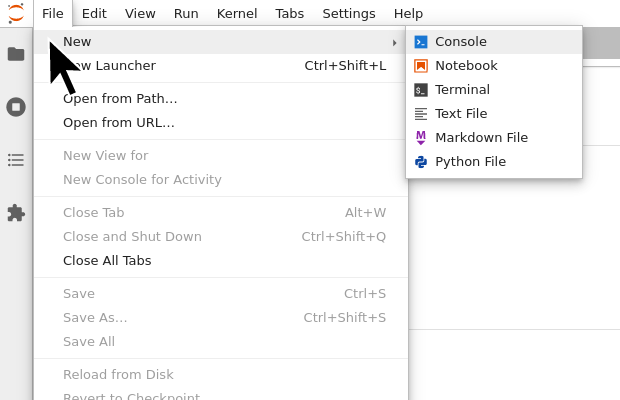 File Edit View Run Kernel Tabs Settings Help
New
New Launcher Ctrl+Shift+L
Open from Path…
Open from URL…
New View for
New Console for Activity
Close Tab Alt+W
Close and Shut Down Ctrl+Shift+Q
Close All Tabs
Save Ctrl+S
Save As… Ctrl+Shift+S
Save All
Reload from Disk
Revert to Checkpoint
Console
Notebook
Terminal
Text File
Markdown File
Python File